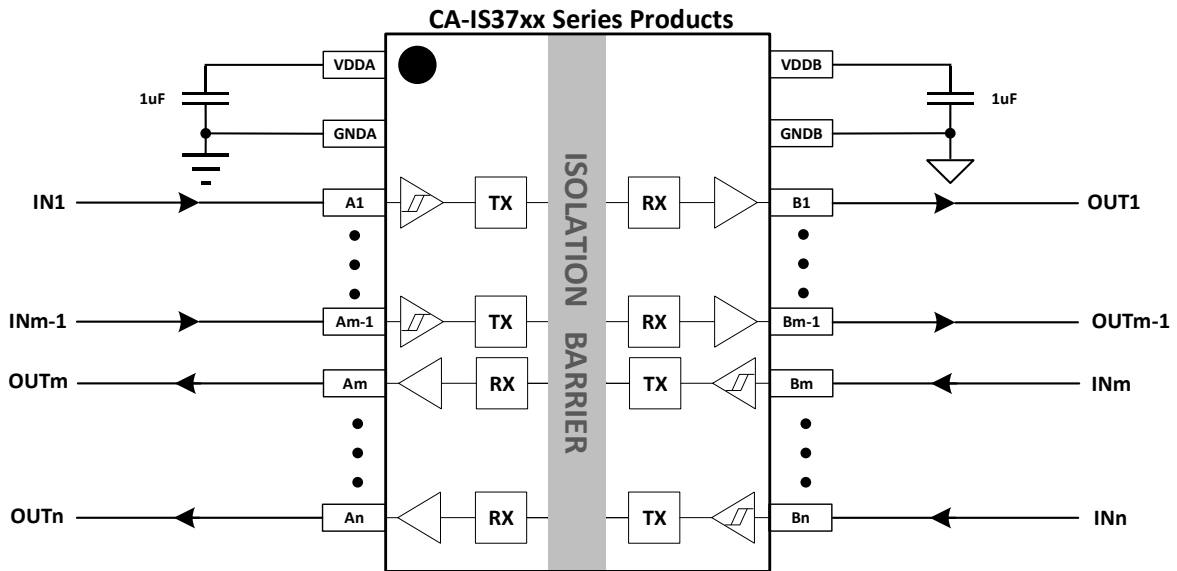 CA-IS37xx Series Products
VDDA
VDDB
1uF
1uF
GNDA
GNDB
ISOLATION BARRIER
IN1
A1
TX
RX
B1
OUT1
INm-1
Am-1
TX
RX
Bm-1
OUTm-1
OUTm
Am
RX
TX
Bm
INm
OUTn
An
RX
TX
Bn
INn